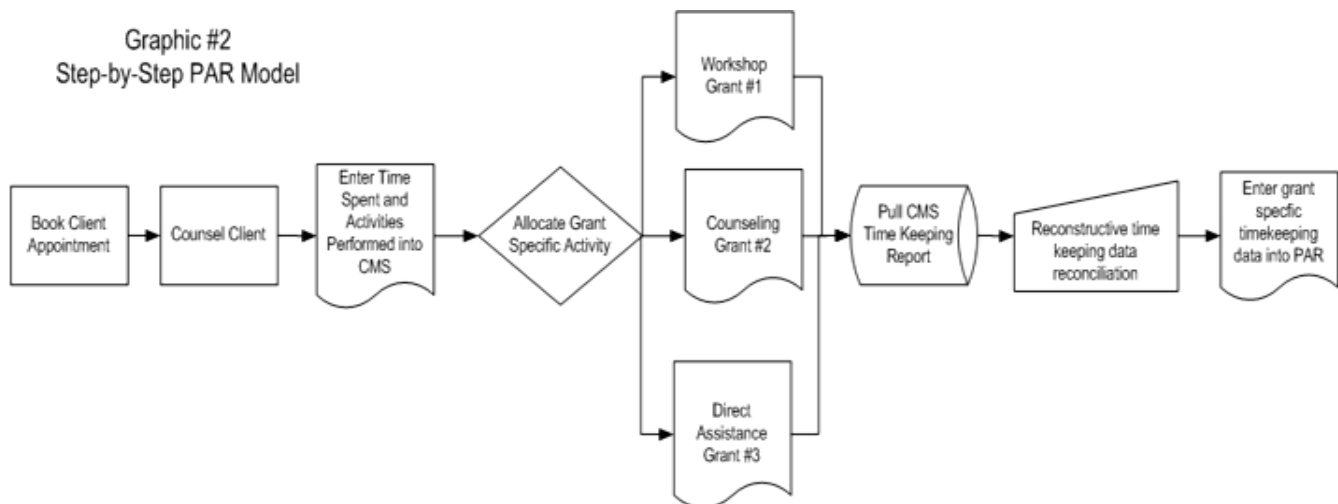 Graphic #2
Step-by-Step PAR Model
Book Client
Appointment
Counsel Client
Enter Time
Spent and
Activities
Performed into
CMS
Allocate Grant
Specific Activity
Workshop
Grant #1
Counseling
Grant #2
Direct
Assistance
Grant #3
Pull CMS
Time Keeping
Report
Reconstructive time
keeping data
reconciliation
Enter grant
specfic
timekeeping
data into PAR